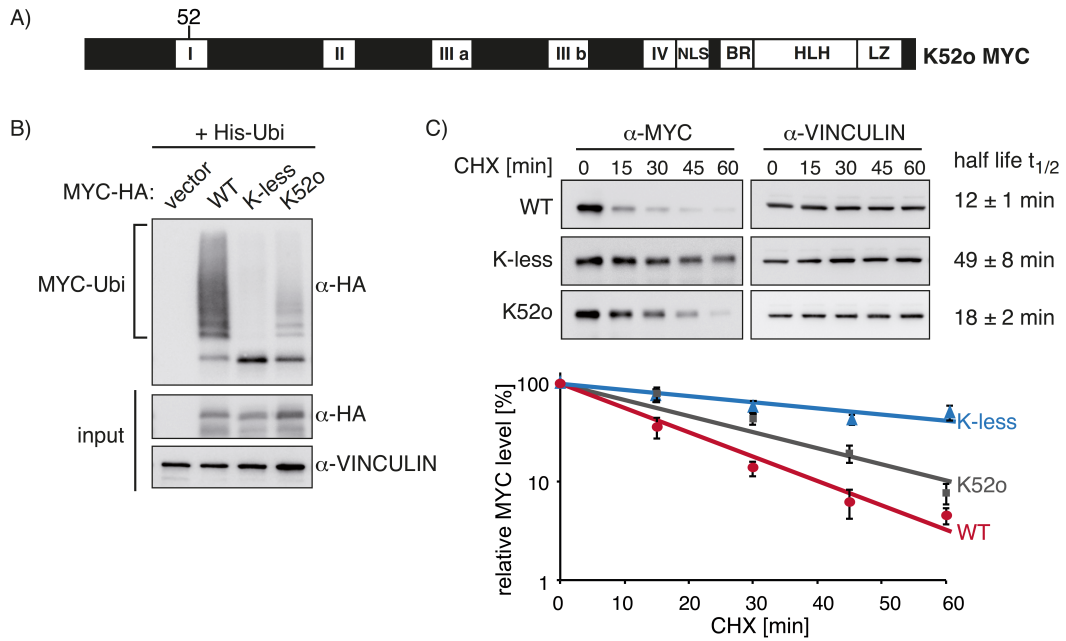 A)
52
I II III a III b IV NLS BR HLH LZ K52o MYC
B)
+ His-Ubi
MYC-HA: vector WT K-less K52o
MYC-Ubi α-HA
input α-HA
α-VINCULIN
C)
α-MYC α-VINCULIN
CHX [min] 0 15 30 45 60 0 15 30 45 60 half life t1/2
WT 12 ± 1 min
K-less 49 ± 8 min
K52o 18 ± 2 min
relative MYC level [%]
100
10
1
K-less
K52o
WT
0 10 20 30 40 50 60
CHX [min]